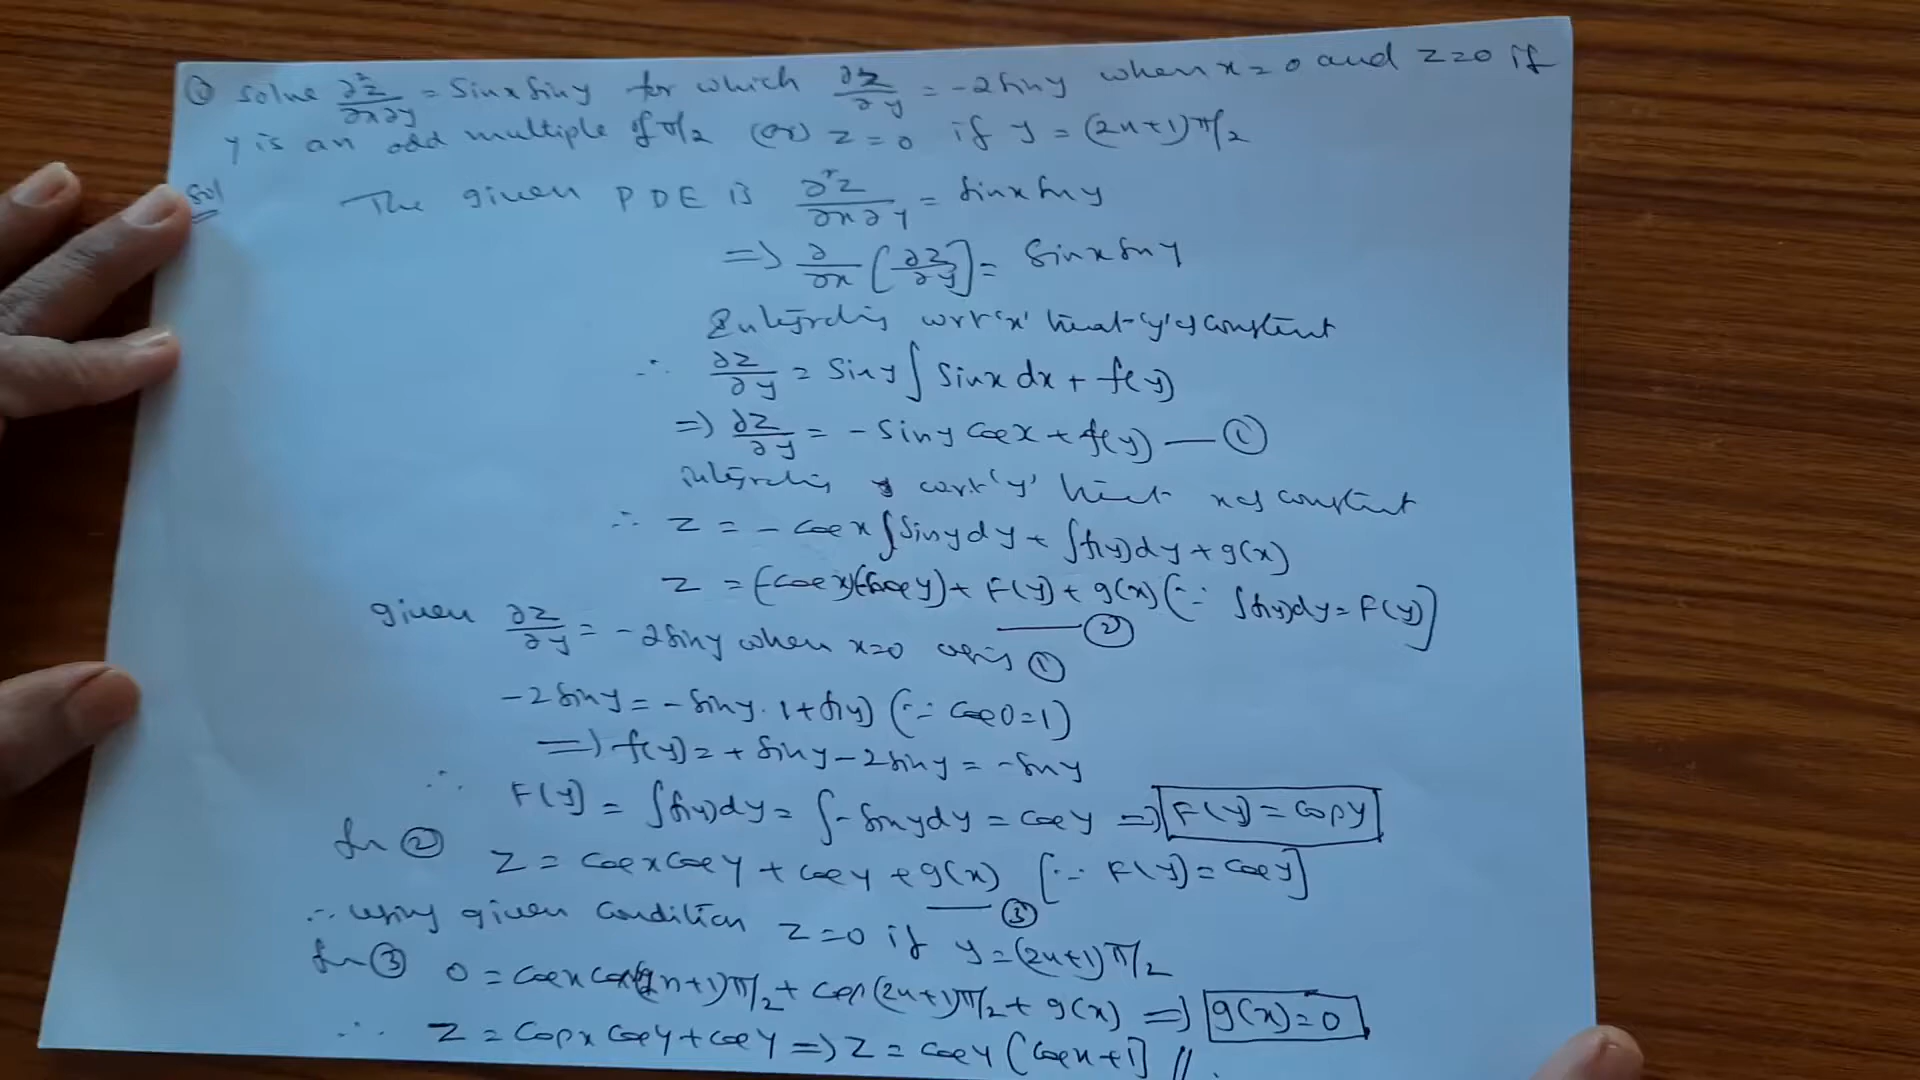 ① Solve ∂²z/∂x∂y = Sinx Siny for which ∂z/∂y = -2Siny when x=0 and z=0 if
y is an odd multiple of π/2 (or) z=0 if y = (2n+1)π/2
Sol The given PDE is ∂²z/∂x∂y = Sinx Siny
=> ∂/∂x [∂z/∂y] = Sinx Siny
Integrating w.r.t 'x' treat 'y' as constant
∴ ∂z/∂y = Siny ∫ Sinx dx + f(y)
=> ∂z/∂y = - Siny Cosx + f(y) — ①
integrating w.r.t 'y' treat x as constant
∴ z = - Cosx ∫Siny dy + ∫f(y)dy + g(x)
z = (-Cosx)(-Cosy) + F(y) + g(x) (∵ ∫f(y)dy = F(y)] — ②
given ∂z/∂y = -2Siny when x=0 using ①
-2Siny = -Siny.1+f(y) (∵ Cos0=1)
=> f(y) = + Siny - 2Siny = -Siny
∴ F(y) = ∫f(y)dy = ∫-Siny dy = Cosy => F(y) = Cosy
In ② z = Cosx Cosy + Cosy + g(x) [∵ F(y) = Cosy] — ③
∴ using given Condition z=0 if y=(2n+1)π/2
In ③ 0 = Cosx Cos(2n+1)π/2 + Cos(2n+1)π/2 + g(x) => g(x)=0
∴ z = Cosx Cosy + Cosy => z = Cosy (Cosx+1] //.